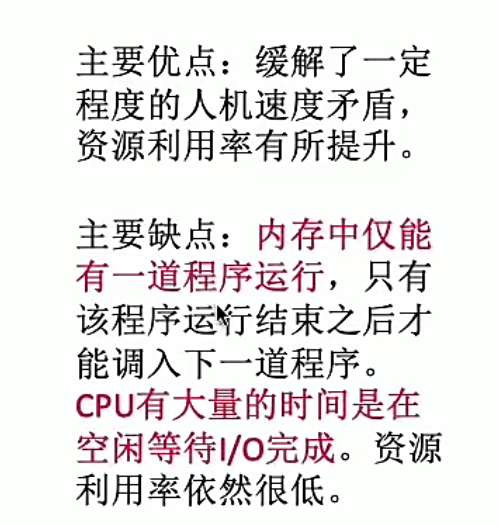 主要优点：缓解了一定
程度的人机速度矛盾，
资源利用率有所提升。
主要缺点：内存中仅能
有一道程序运行，只有
该程序运行结束之后才
能调入下一道程序。
CPU有大量的时间是在
空闲等待I/O完成。资源
利用率依然很低。